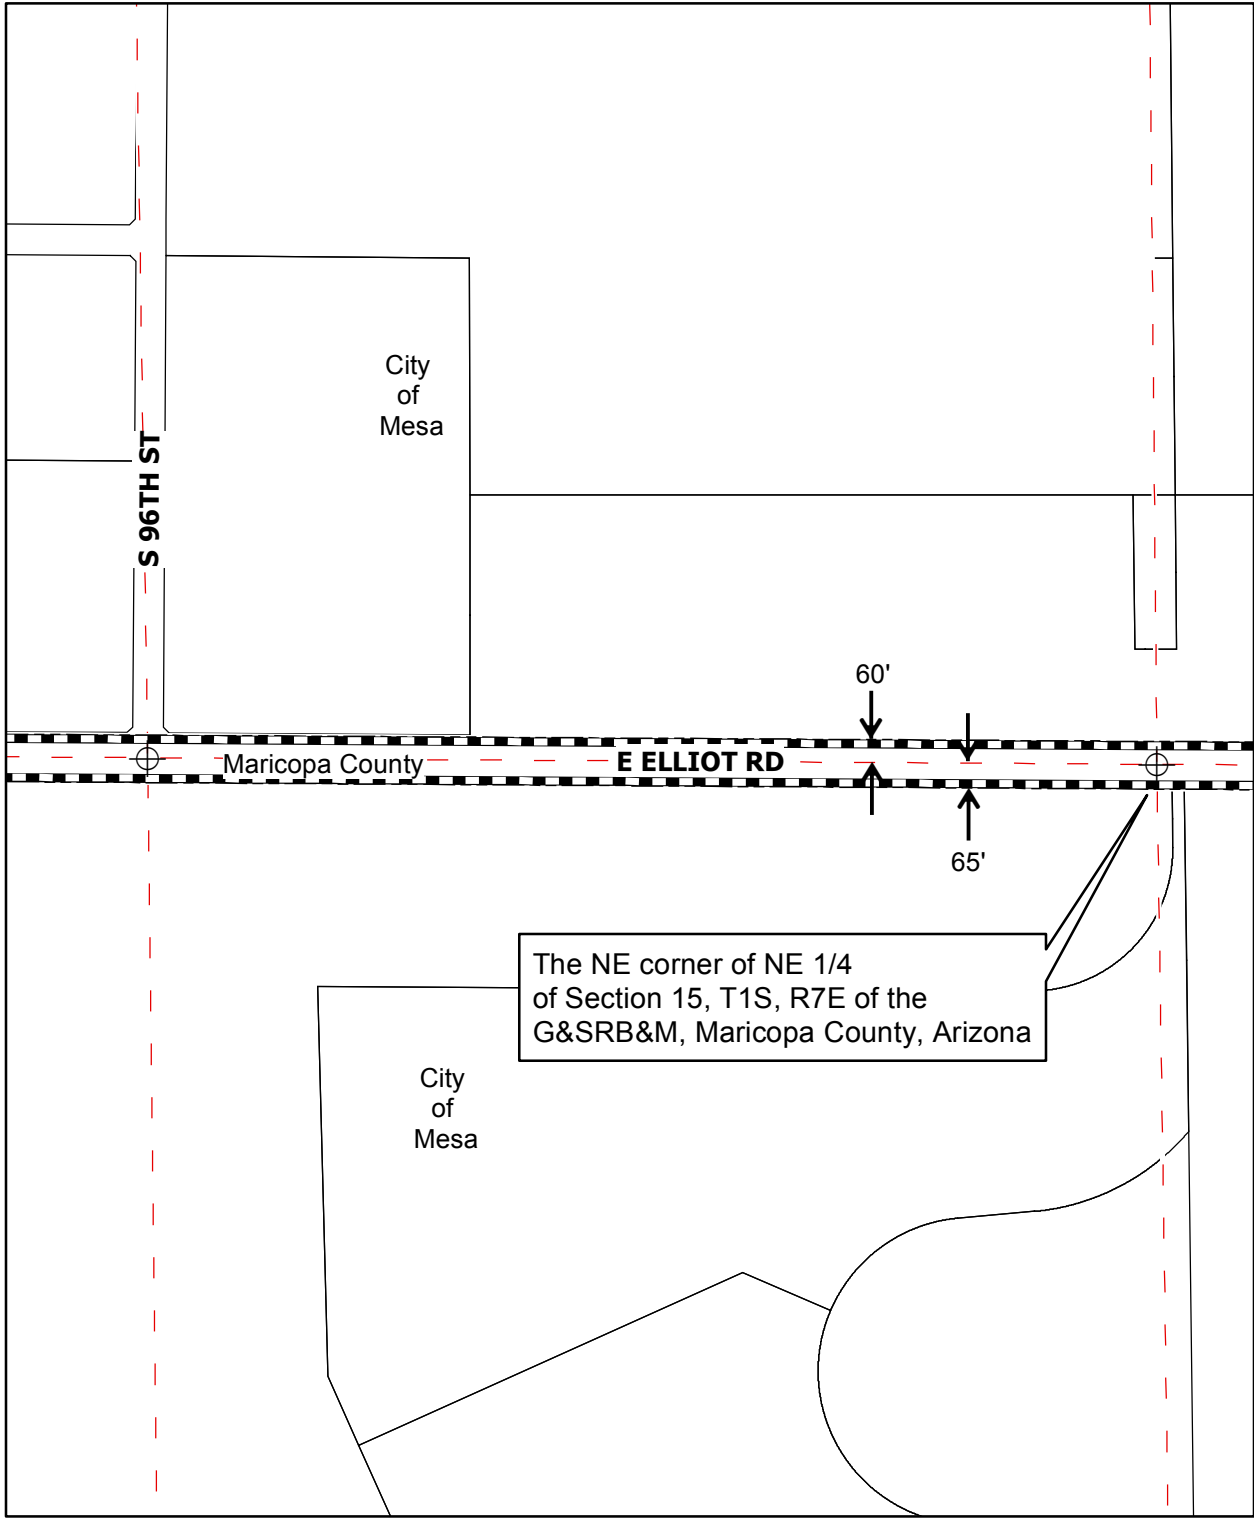 City
of
Mesa
S 96TH ST
60'
Maricopa County
E ELLIOT RD
65'
The NE corner of NE 1/4
of Section 15, T1S, R7E of the
G&SRB&M, Maricopa County, Arizona
City
of
Mesa